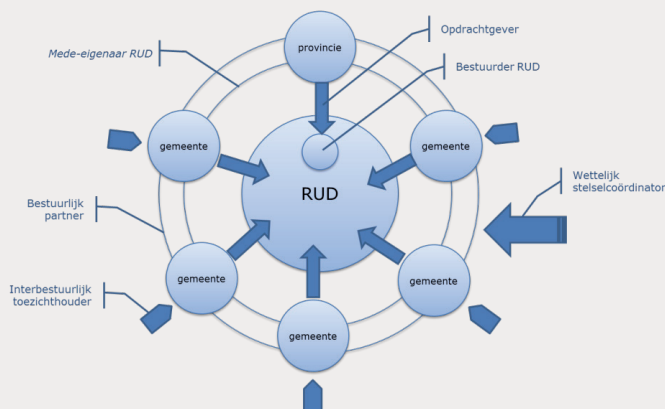 Opdrachtgever
provincie
Mede-eigenaar RUD
Bestuurder RUD
gemeente
gemeente
Wettelijk
stelselcoördinator
RUD
Bestuurlijk
partner
gemeente
gemeente
Interbestuurlijk
toezichthouder
gemeente